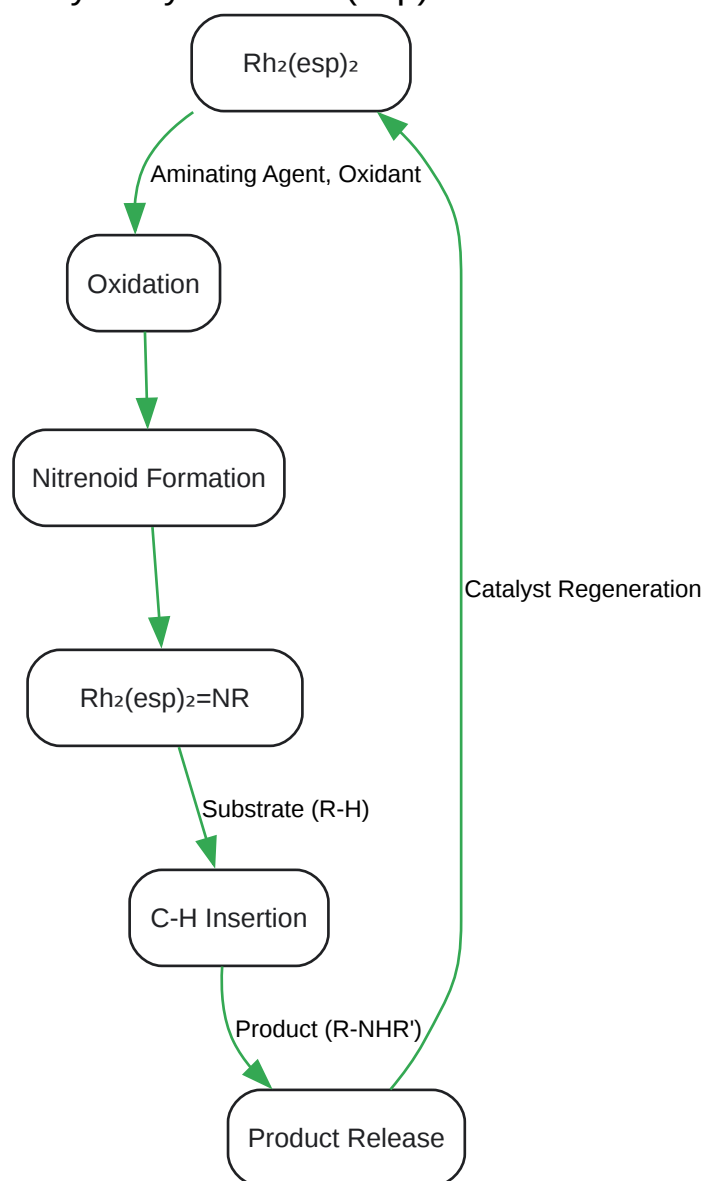 Rh₂(esp)₂
Aminating Agent, Oxidant
Oxidation
Nitrenoid Formation
Catalyst Regeneration
Rh₂(esp)₂=NR
Substrate (R-H)
C-H Insertion
Product (R-NHR')
Product Release